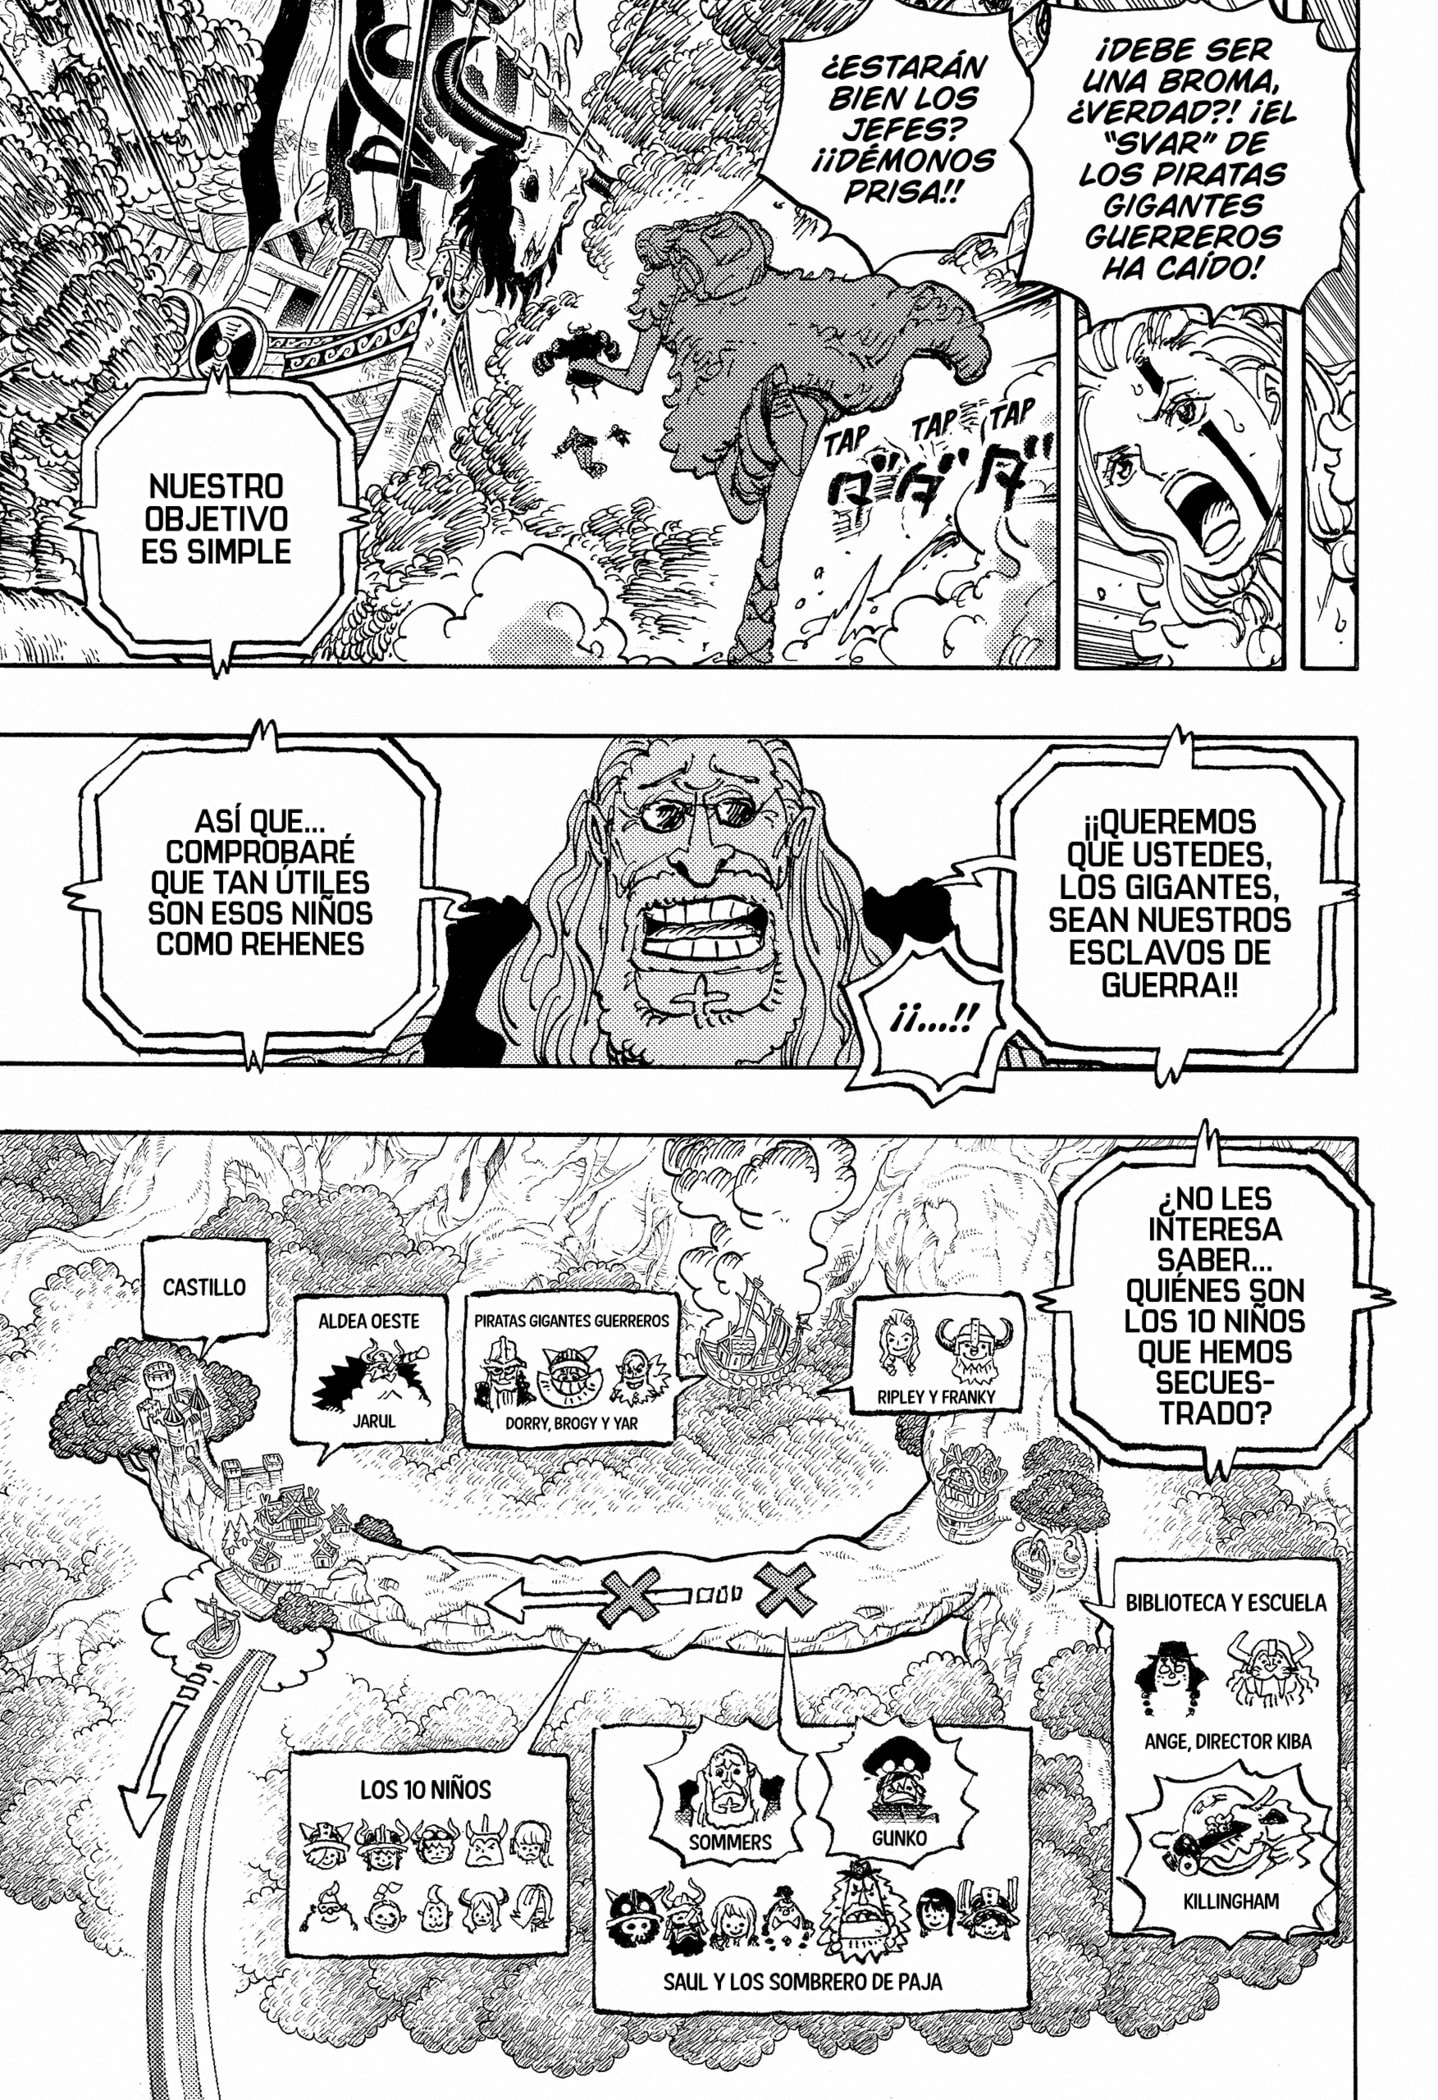 ¡DEBE SER
UNA BROMA,
¿VERDAD?! ¡EL
"SVAR" DE
LOS PIRATAS
GIGANTES
GUERREROS
HA CAÍDO!
¿ESTARÁN
BIEN LOS
JEFES?
¡¡DÉMONOS
PRISA!!
TAP
TAP
TAP
ダダダダ
NUESTRO
OBJETIVO
ES SIMPLE
¡¡QUEREMOS
QUE USTEDES,
LOS GIGANTES,
SEAN NUESTROS
ESCLAVOS DE
GUERRA!!
¡¡...!!
ASÍ QUE...
COMPROBARÉ
QUE TAN ÚTILES
SON ESOS NIÑOS
COMO REHENES
¿NO LES
INTERESA
SABER...
QUIÉNES SON
LOS 10 NIÑOS
QUE HEMOS
SECUES-
TRADO?
CASTILLO
ALDEA OESTE
JARUL
PIRATAS GIGANTES GUERREROS
DORRY, BROGY Y YAR
RIPLEY Y FRANKY
BIBLIOTECA Y ESCUELA
ANGE, DIRECTOR KIBA
KILLINGHAM
LOS 10 NIÑOS
SOMMERS
GUNKO
SAUL Y LOS SOMBRERO DE PAJA